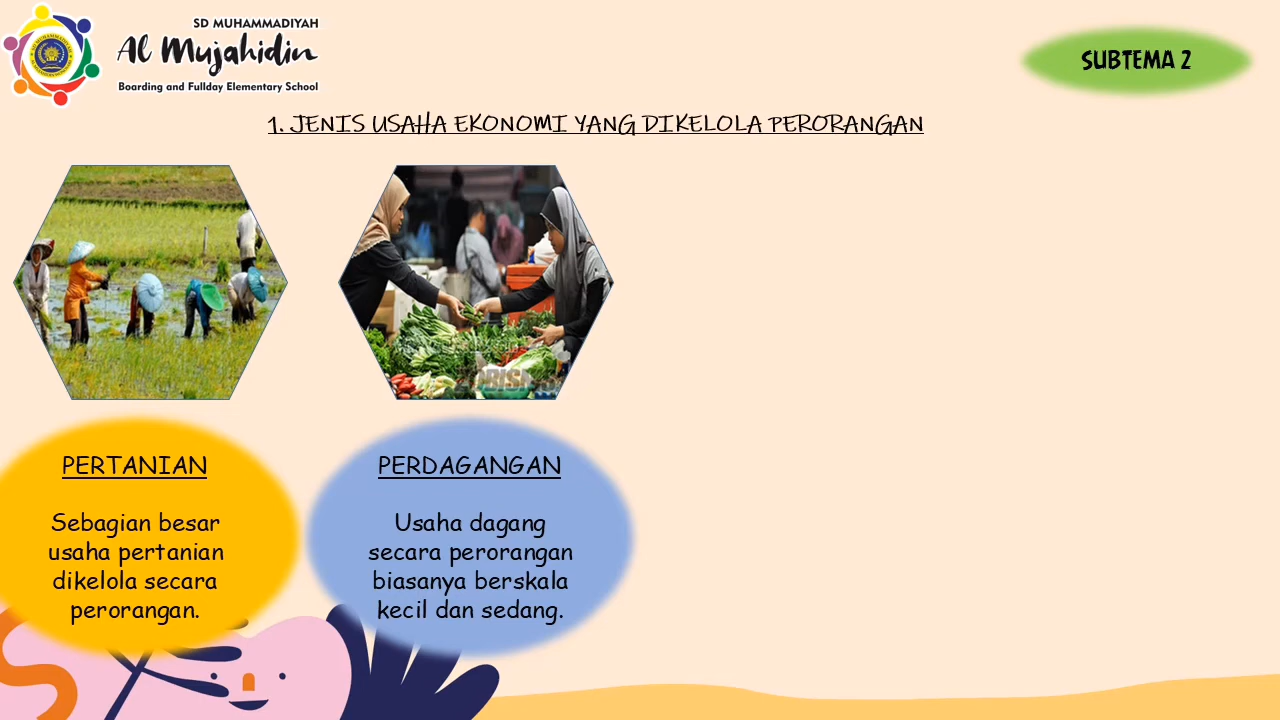 SD MUHAMMADIYAH
Al Mujahidin
Boarding and Fullday Elementary School
SUBTEMA 2
1. JENIS USAHA EKONOMI YANG DIKELOLA PERORANGAN
PERTANIAN
Sebagian besar
usaha pertanian
dikelola secara
perorangan.
PERDAGANGAN
Usaha dagang
secara perorangan
biasanya berskala
kecil dan sedang.